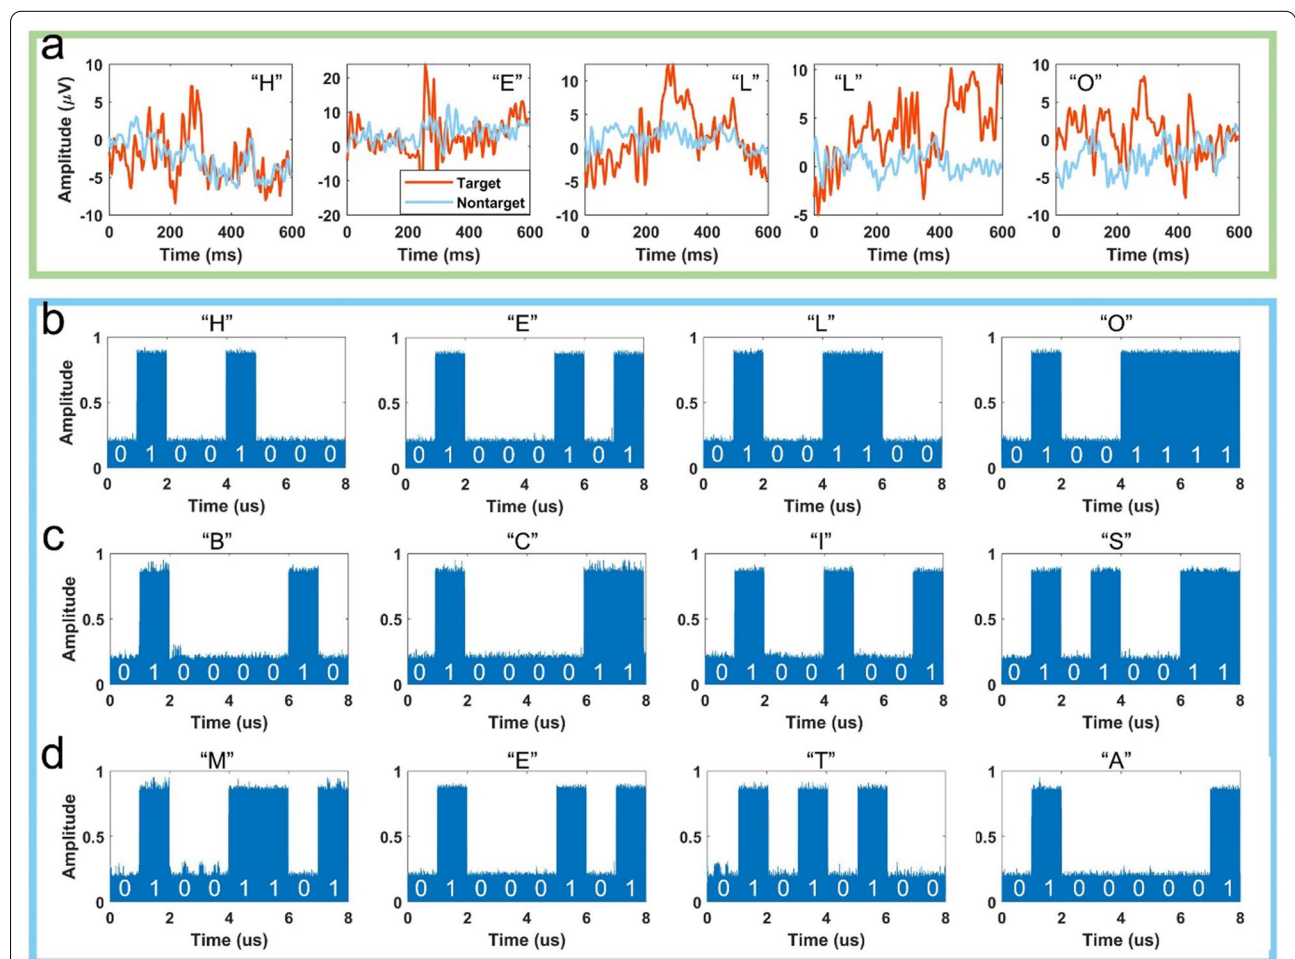 a
“H” “E” “L” “L” “O”
Amplitude (μV)
10 5 0 -5 -10
20 10 0 -10 -20
10 5 0 -5 -10
10 5 0 -5
10 5 0 -5 -10
Target
Nontarget
0 200 400 600 0 200 400 600 0 200 400 600 0 200 400 600 0 200 400 600
Time (ms) Time (ms) Time (ms) Time (ms) Time (ms)
b
“H” “E” “L” “O”
Amplitude
1 1 1 1
0.5 0.5 0.5 0.5
0 1 0 0 1 0 0 0 0 1 0 0 0 1 0 1 0 1 0 0 1 1 0 0 0 1 0 0 1 1 1 1
0 0 0 0
0 2 4 6 8 0 2 4 6 8 0 2 4 6 8 0 2 4 6 8
Time (us) Time (us) Time (us) Time (us)
c
“B” “C” “I” “S”
Amplitude
1 1 1 1
0.5 0.5 0.5 0.5
0 1 0 0 0 0 1 0 0 1 0 0 0 0 1 1 0 1 0 0 1 0 0 1 0 1 0 1 0 0 1 1
0 0 0 0
0 2 4 6 8 0 2 4 6 8 0 2 4 6 8 0 2 4 6 8
Time (us) Time (us) Time (us) Time (us)
d
“M” “E” “T” “A”
Amplitude
1 1 1 1
0.5 0.5 0.5 0.5
0 1 0 0 1 1 0 1 0 1 0 0 0 1 0 1 0 1 0 1 0 1 0 0 0 1 0 0 0 0 0 1
0 0 0 0
0 2 4 6 8 0 2 4 6 8 0 2 4 6 8 0 2 4 6 8
Time (us) Time (us) Time (us) Time (us)